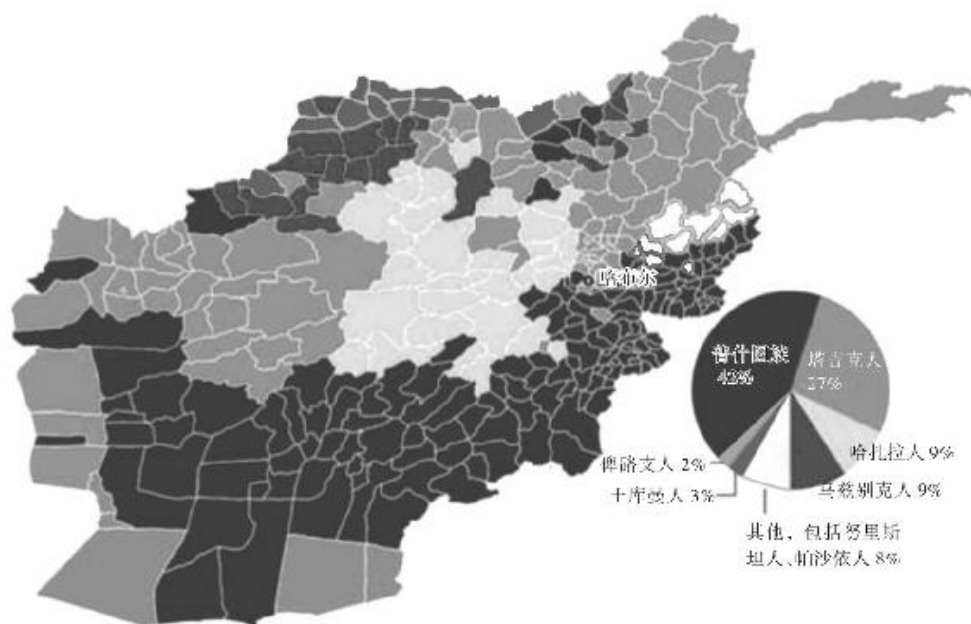 喀布尔
普什图族
42%
塔吉克人
27%
哈扎拉人 9%
乌兹别克人 9%
俾路支人 2%
土库曼人 3%
其他，包括努里斯
坦人、帕沙依人 8%